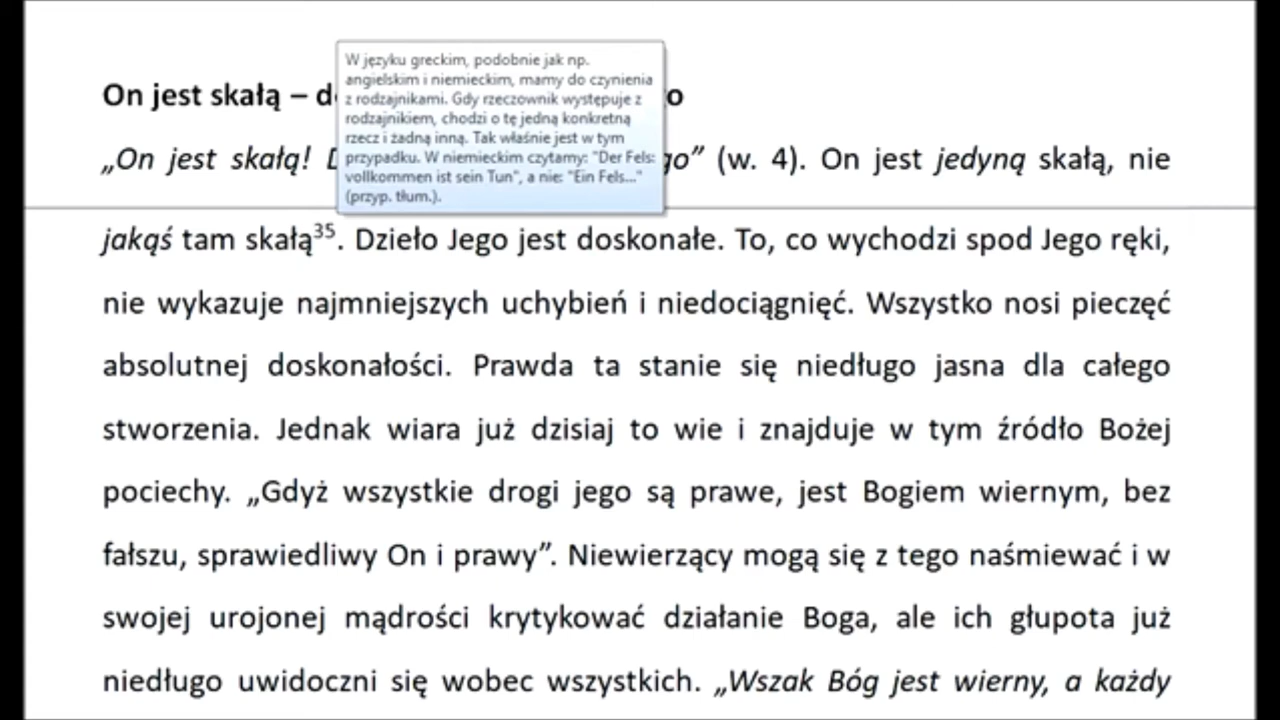 On jest skałą – d
o
W języku greckim, podobnie jak np.
angielskim i niemieckim, mamy do czynienia
z rodzajnikami. Gdy rzeczownik występuje z
rodzajnikiem, chodzi o tę jedną konkretną
rzecz i żadną inną. Tak właśnie jest w tym
przypadku. W niemieckim czytamy: "Der Fels:
vollkommen ist sein Tun", a nie: "Ein Fels..."
(przyp. tłum.).
„On jest skałą! D
go” (w. 4). On jest jedyną skałą, nie
jakąś tam skałą³⁵. Dzieło Jego jest doskonałe. To, co wychodzi spod Jego ręki,
nie wykazuje najmniejszych uchybień i niedociągnięć. Wszystko nosi pieczęć
absolutnej doskonałości. Prawda ta stanie się niedługo jasna dla całego
stworzenia. Jednak wiara już dzisiaj to wie i znajduje w tym źródło Bożej
pociechy. „Gdyż wszystkie drogi jego są prawe, jest Bogiem wiernym, bez
fałszu, sprawiedliwy On i prawy”. Niewierzący mogą się z tego naśmiewać i w
swojej urojonej mądrości krytykować działanie Boga, ale ich głupota już
niedługo uwidoczni się wobec wszystkich. „Wszak Bóg jest wierny, a każdy